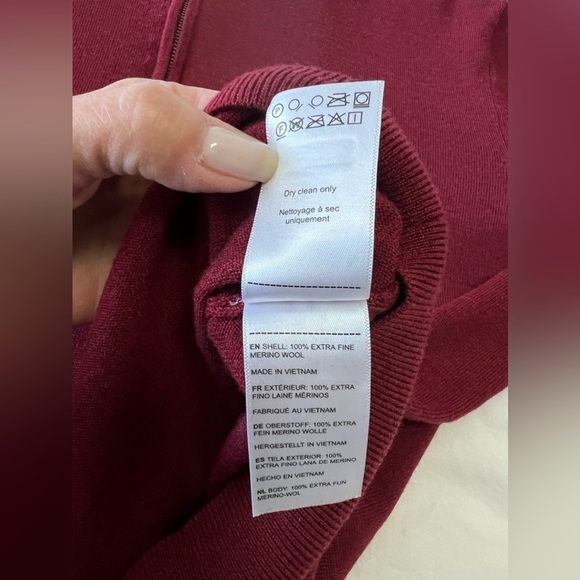 P
F W
Dry clean only
Nettoyage à sec
uniquement
EN SHELL: 100% EXTRA FINE
MERINO WOOL
MADE IN VIETNAM
FR EXTÉRIEUR: 100% EXTRA
FINO LAINE MÉRINOS
FABRIQUÉ AU VIETNAM
DE OBERSTOFF: 100% EXTRA
FEIN MERINO WOLLE
HERGESTELLT IN VIETNAM
ES TELA EXTERIOR: 100%
EXTRA FINO LANA DE MERINO
HECHO EN VIETNAM
NL BODY: 100% EXTRA FIJN
MERINO-WOL